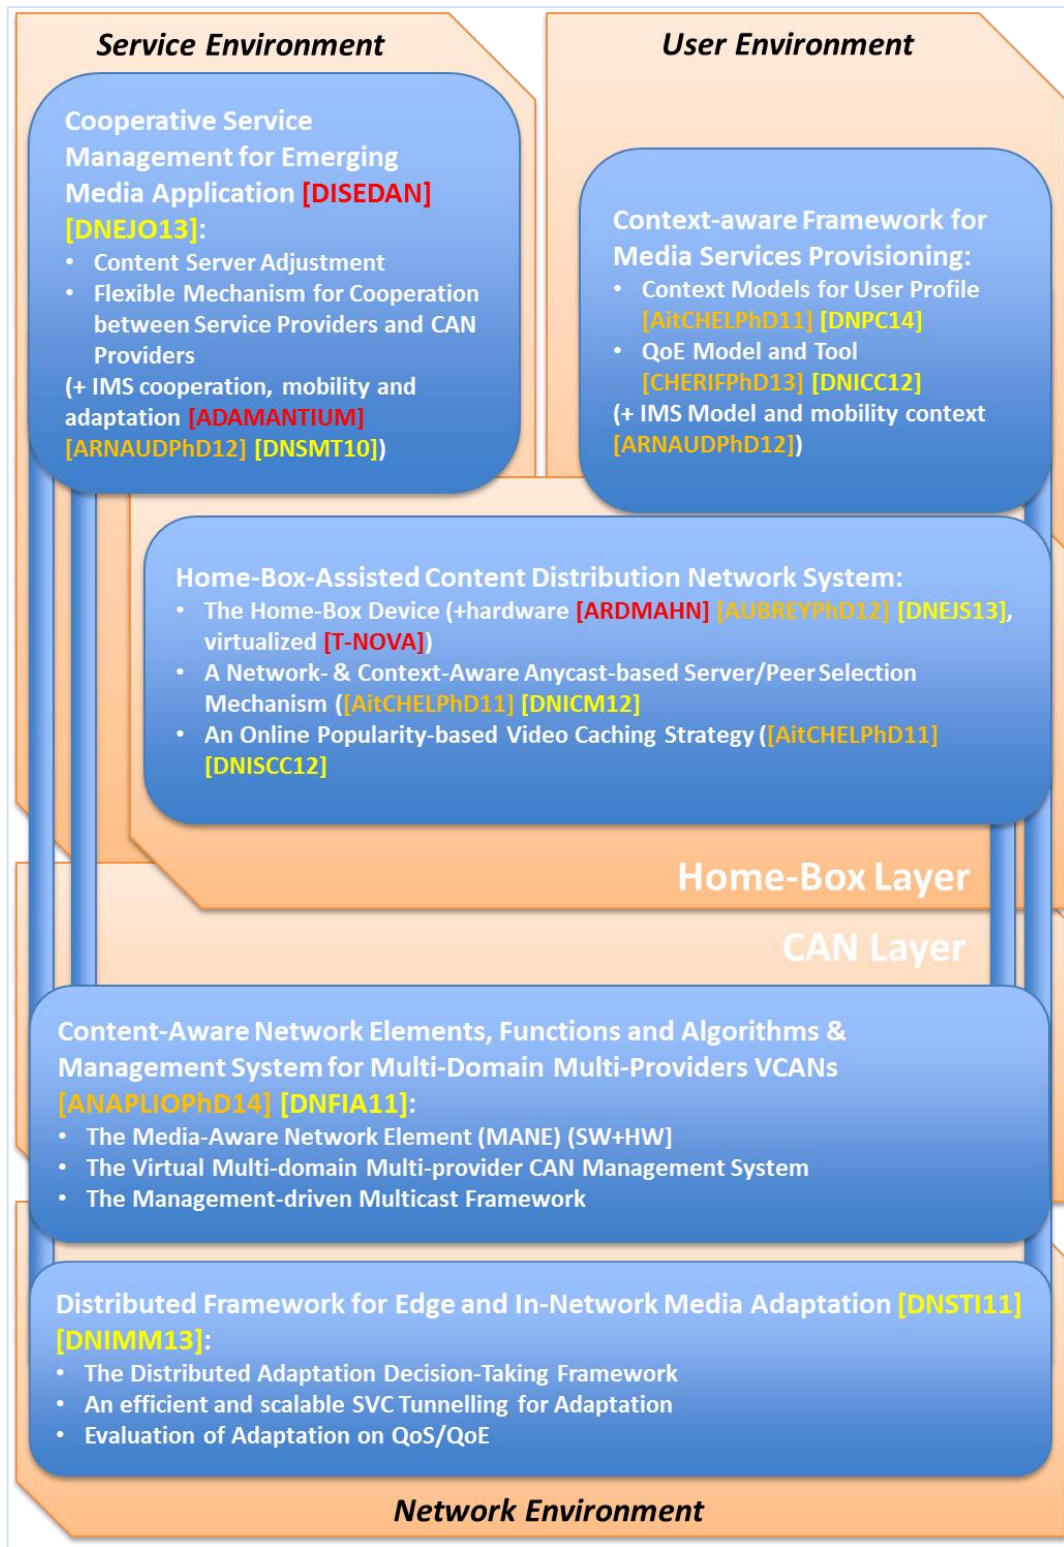 Service Environment
User Environment
Cooperative Service
Management for Emerging
Media Application [DISEDAN]
[DNEJO13]:
• Content Server Adjustment
• Flexible Mechanism for Cooperation
between Service Providers and CAN
Providers
(+ IMS cooperation, mobility and
adaptation [ADAMANTIUM]
[ARNAUDPhD12] [DNSMT10])
Context-aware Framework for
Media Services Provisioning:
• Context Models for User Profile
[AitCHELPhD11] [DNPC14]
• QoE Model and Tool
[CHERIFPhD13] [DNICC12]
(+ IMS Model and mobility context
[ARNAUDPhD12])
Home-Box-Assisted Content Distribution Network System:
• The Home-Box Device (+hardware [ARDMAHN] [AUBREYPhD12] [DNEJS13],
virtualized [T-NOVA])
• A Network- & Context-Aware Anycast-based Server/Peer Selection
Mechanism ([AitCHELPhD11] [DNICM12]
• An Online Popularity-based Video Caching Strategy ([AitCHELPhD11]
[DNISCC12]
Home-Box Layer
CAN Layer
Content-Aware Network Elements, Functions and Algorithms &
Management System for Multi-Domain Multi-Providers VCANs
[ANAPLIOPhD14] [DNFIA11]:
• The Media-Aware Network Element (MANE) (SW+HW]
• The Virtual Multi-domain Multi-provider CAN Management System
• The Management-driven Multicast Framework
Distributed Framework for Edge and In-Network Media Adaptation [DNSTI11]
[DNIMM13]:
• The Distributed Adaptation Decision-Taking Framework
• An efficient and scalable SVC Tunnelling for Adaptation
• Evaluation of Adaptation on QoS/QoE
Network Environment